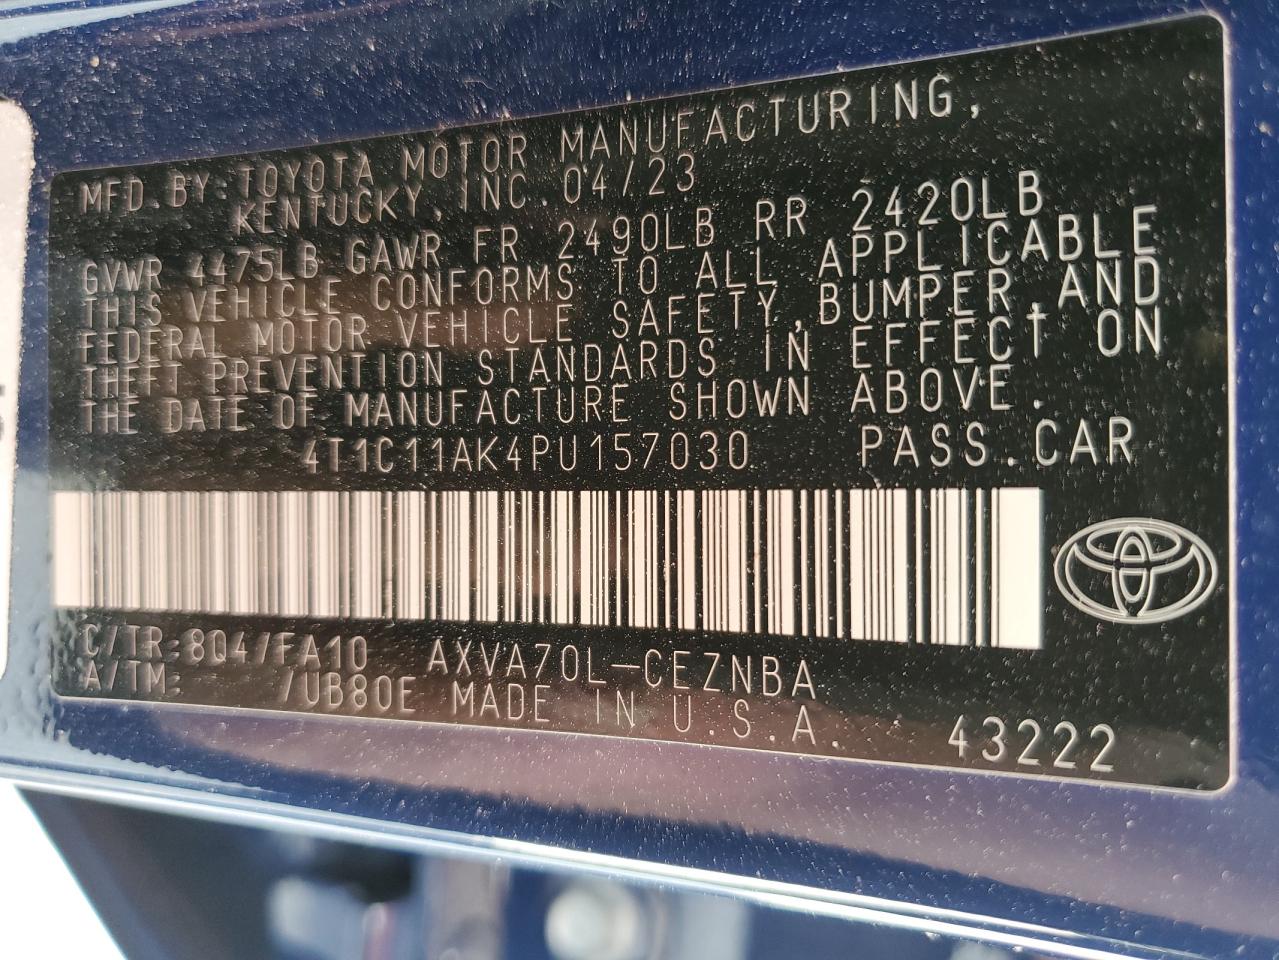 MFD.BY: TOYOTA MOTOR MANUFACTURING,
KENTUCKY, INC. 04/23
GVWR 4475LB GAWR FR 2490LB RR 2420LB
THIS VEHICLE CONFORMS TO ALL APPLICABLE
FEDERAL MOTOR VEHICLE SAFETY, BUMPER, AND
THEFT PREVENTION STANDARDS IN EFFECT ON
THE DATE OF MANUFACTURE SHOWN ABOVE.
4T1C11AK4PU157030 PASS.CAR
C/TR:8Q4/FA10 AXVA70L-CEZNBA
A/TM: /UB80E MADE IN U.S.A. 43222